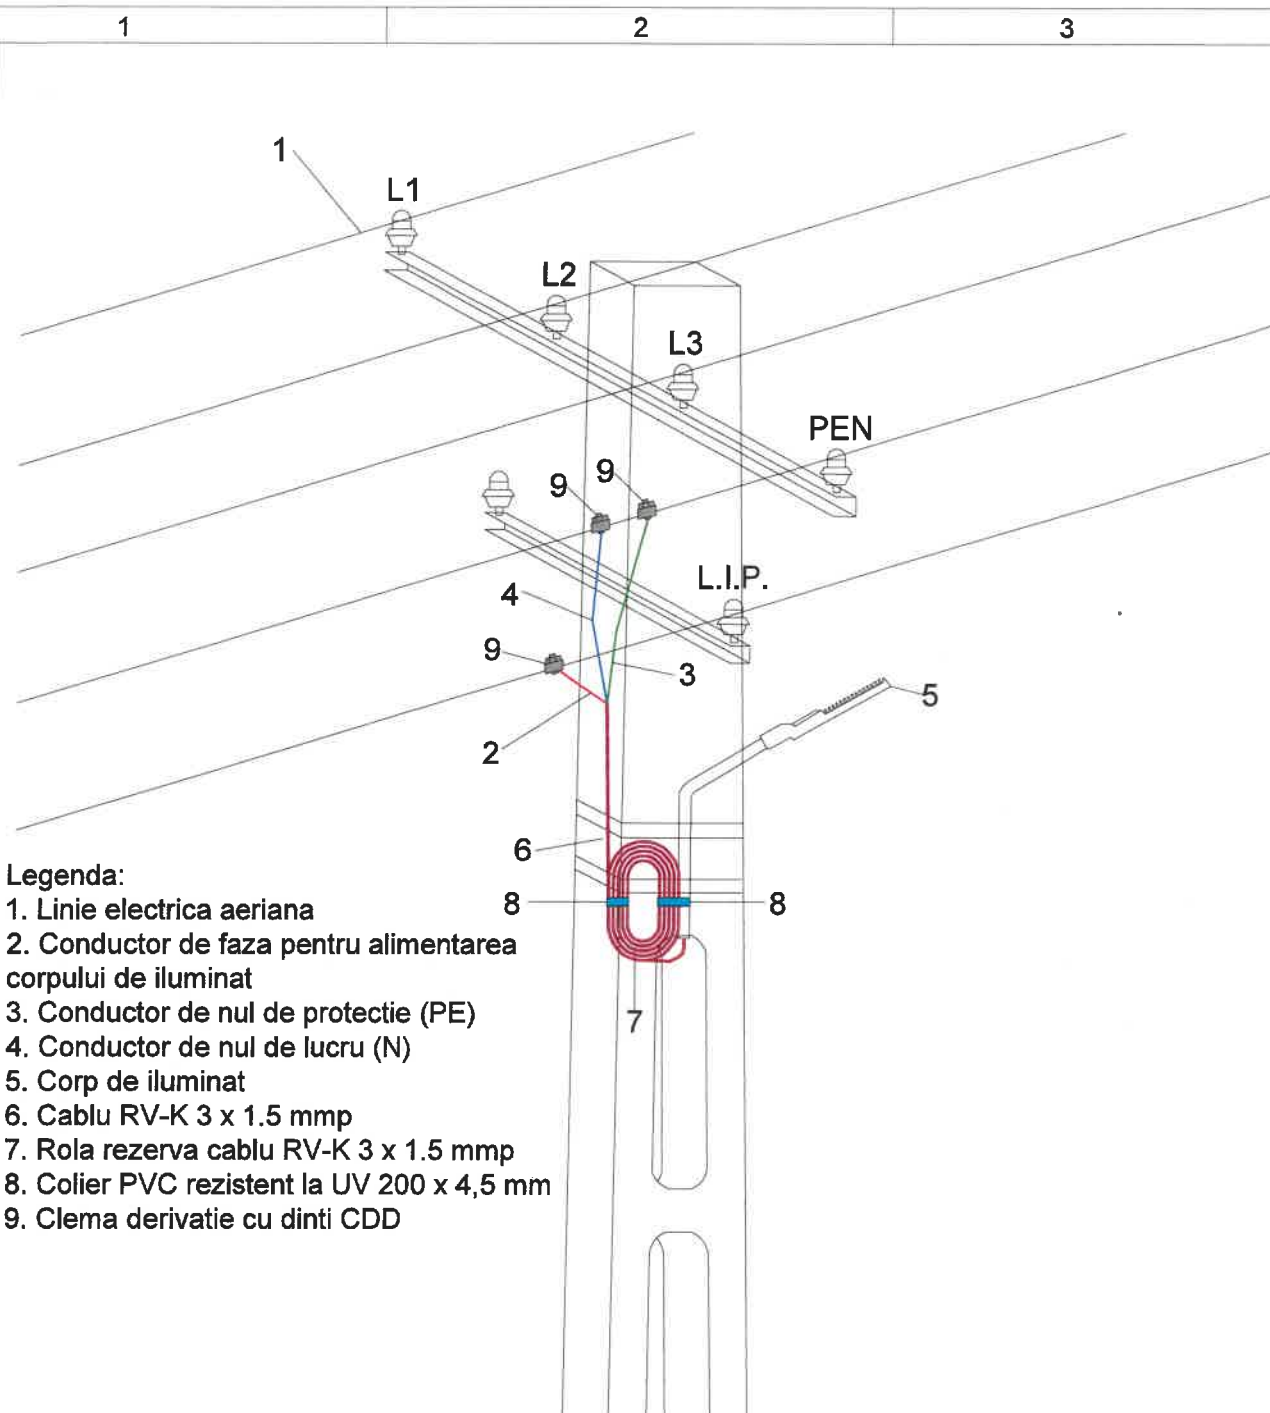 1 2 3
1
L1
L2
L3
PEN
9
9
L.I.P.
4
9
3
5
2
6
8 8
7
Legenda:
1. Linie electrica aeriana
2. Conductor de faza pentru alimentarea
corpului de iluminat
3. Conductor de nul de protectie (PE)
4. Conductor de nul de lucru (N)
5. Corp de iluminat
6. Cablu RV-K 3 x 1.5 mmp
7. Rola rezerva cablu RV-K 3 x 1.5 mmp
8. Colier PVC rezistent la UV 200 x 4,5 mm
9. Clema derivatie cu dinti CDD